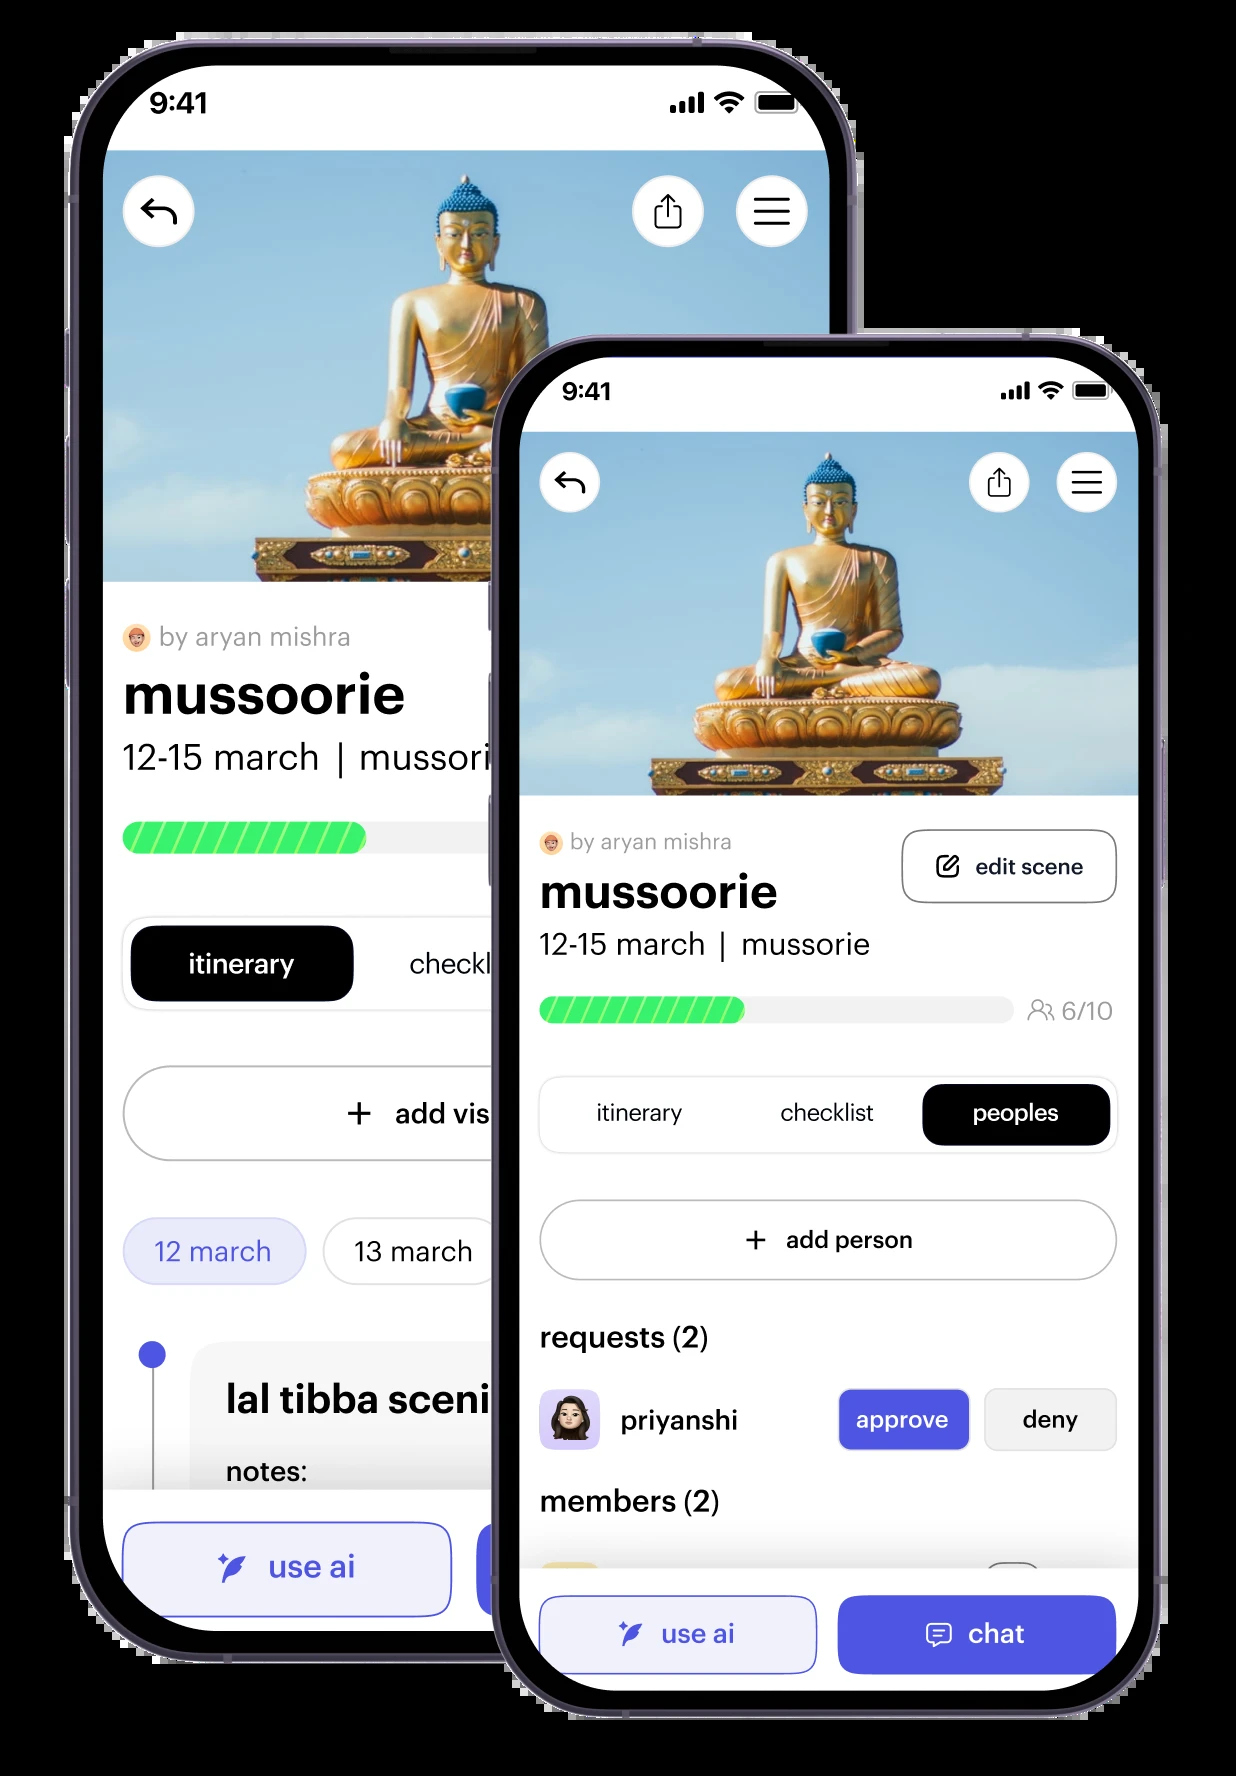 9:41
by aryan mishra
mussoorie
12-15 march | mussori
itinerary checkl
+ add vis
12 march 13 march
lal tibba sceni
notes:
use ai
9:41
by aryan mishra
edit scene
mussoorie
12-15 march | mussorie
6/10
itinerary checklist peoples
+ add person
requests (2)
priyanshi approve deny
members (2)
use ai chat